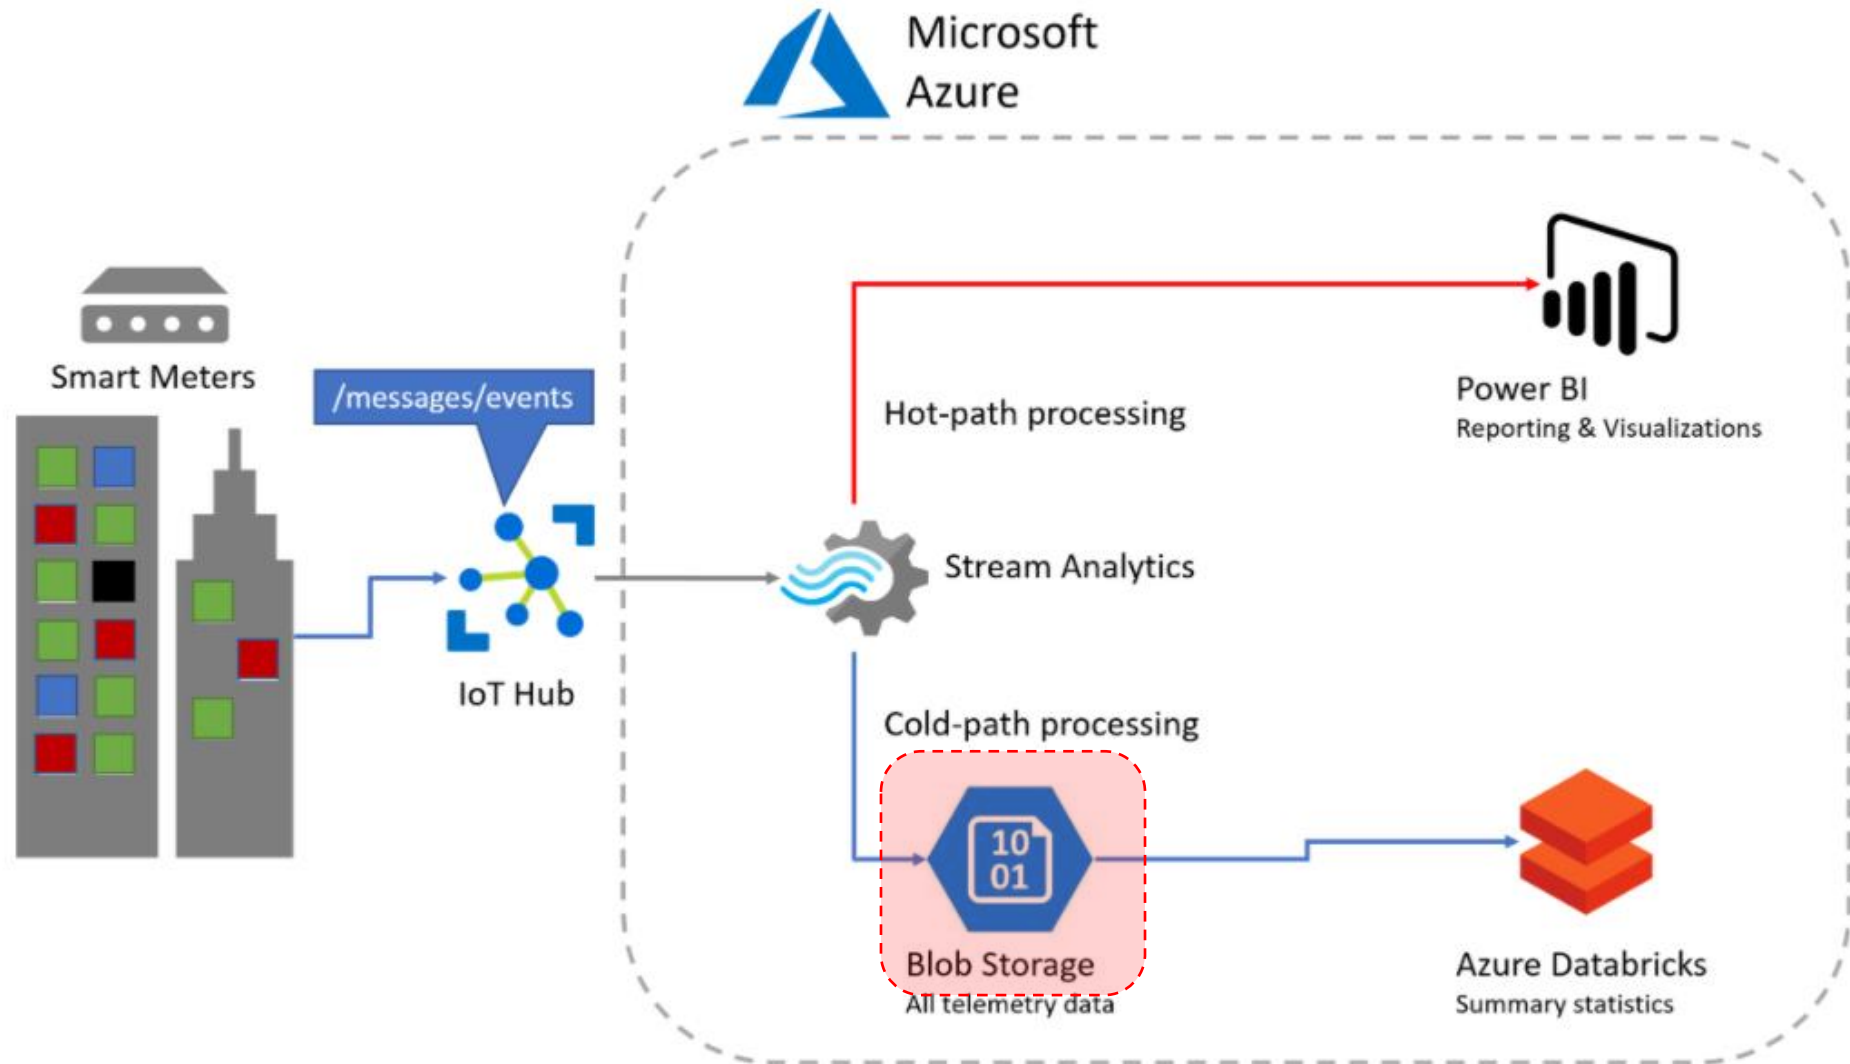 Microsoft
Azure
Smart Meters
/messages/events
IoT Hub
Hot-path processing
Power BI
Reporting & Visualizations
Stream Analytics
Cold-path processing
10
01
Blob Storage
All telemetry data
Azure Databricks
Summary statistics